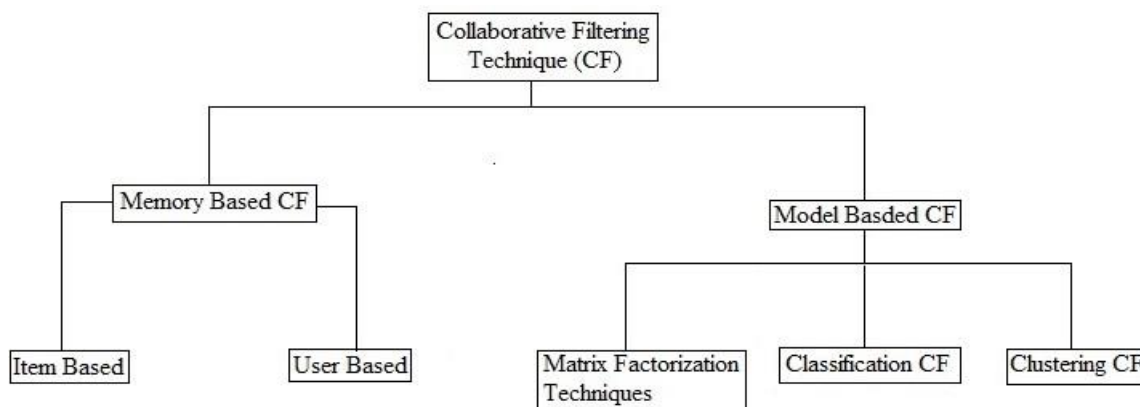 Collaborative Filtering
Technique (CF)
Memory Based CF
Model Basded CF
Item Based
User Based
Matrix Factorization
Techniques
Classification CF
Clustering CF